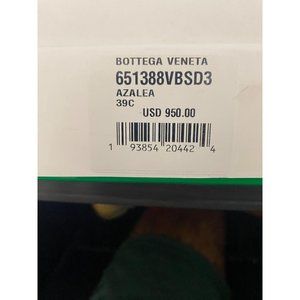 BOTTEGA VENETA
651388VBSD3
AZALEA
39C
USD 950.00
1 93854 20442 4